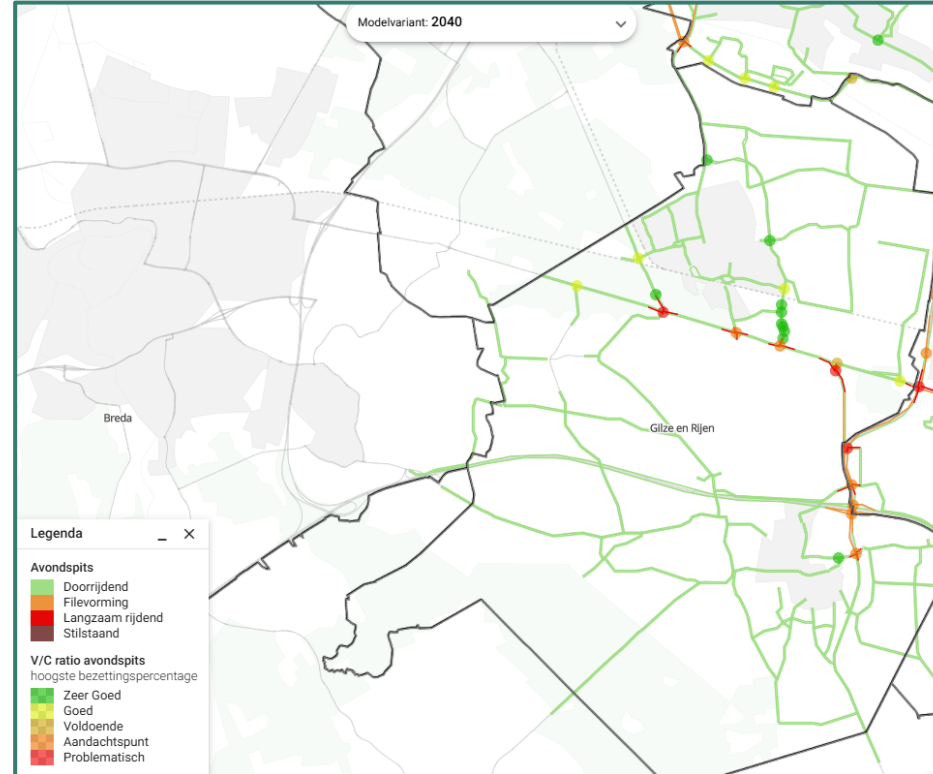 Modelvariant: 2040
Breda
Gilze en Rijen
Legenda
Avondspits
Doorrijdend
Filevorming
Langzaam rijdend
Stilstaand
V/C ratio avondspits
hoogste bezettingspercentage
Zeer Goed
Goed
Voldoende
Aandachtspunt
Problematisch